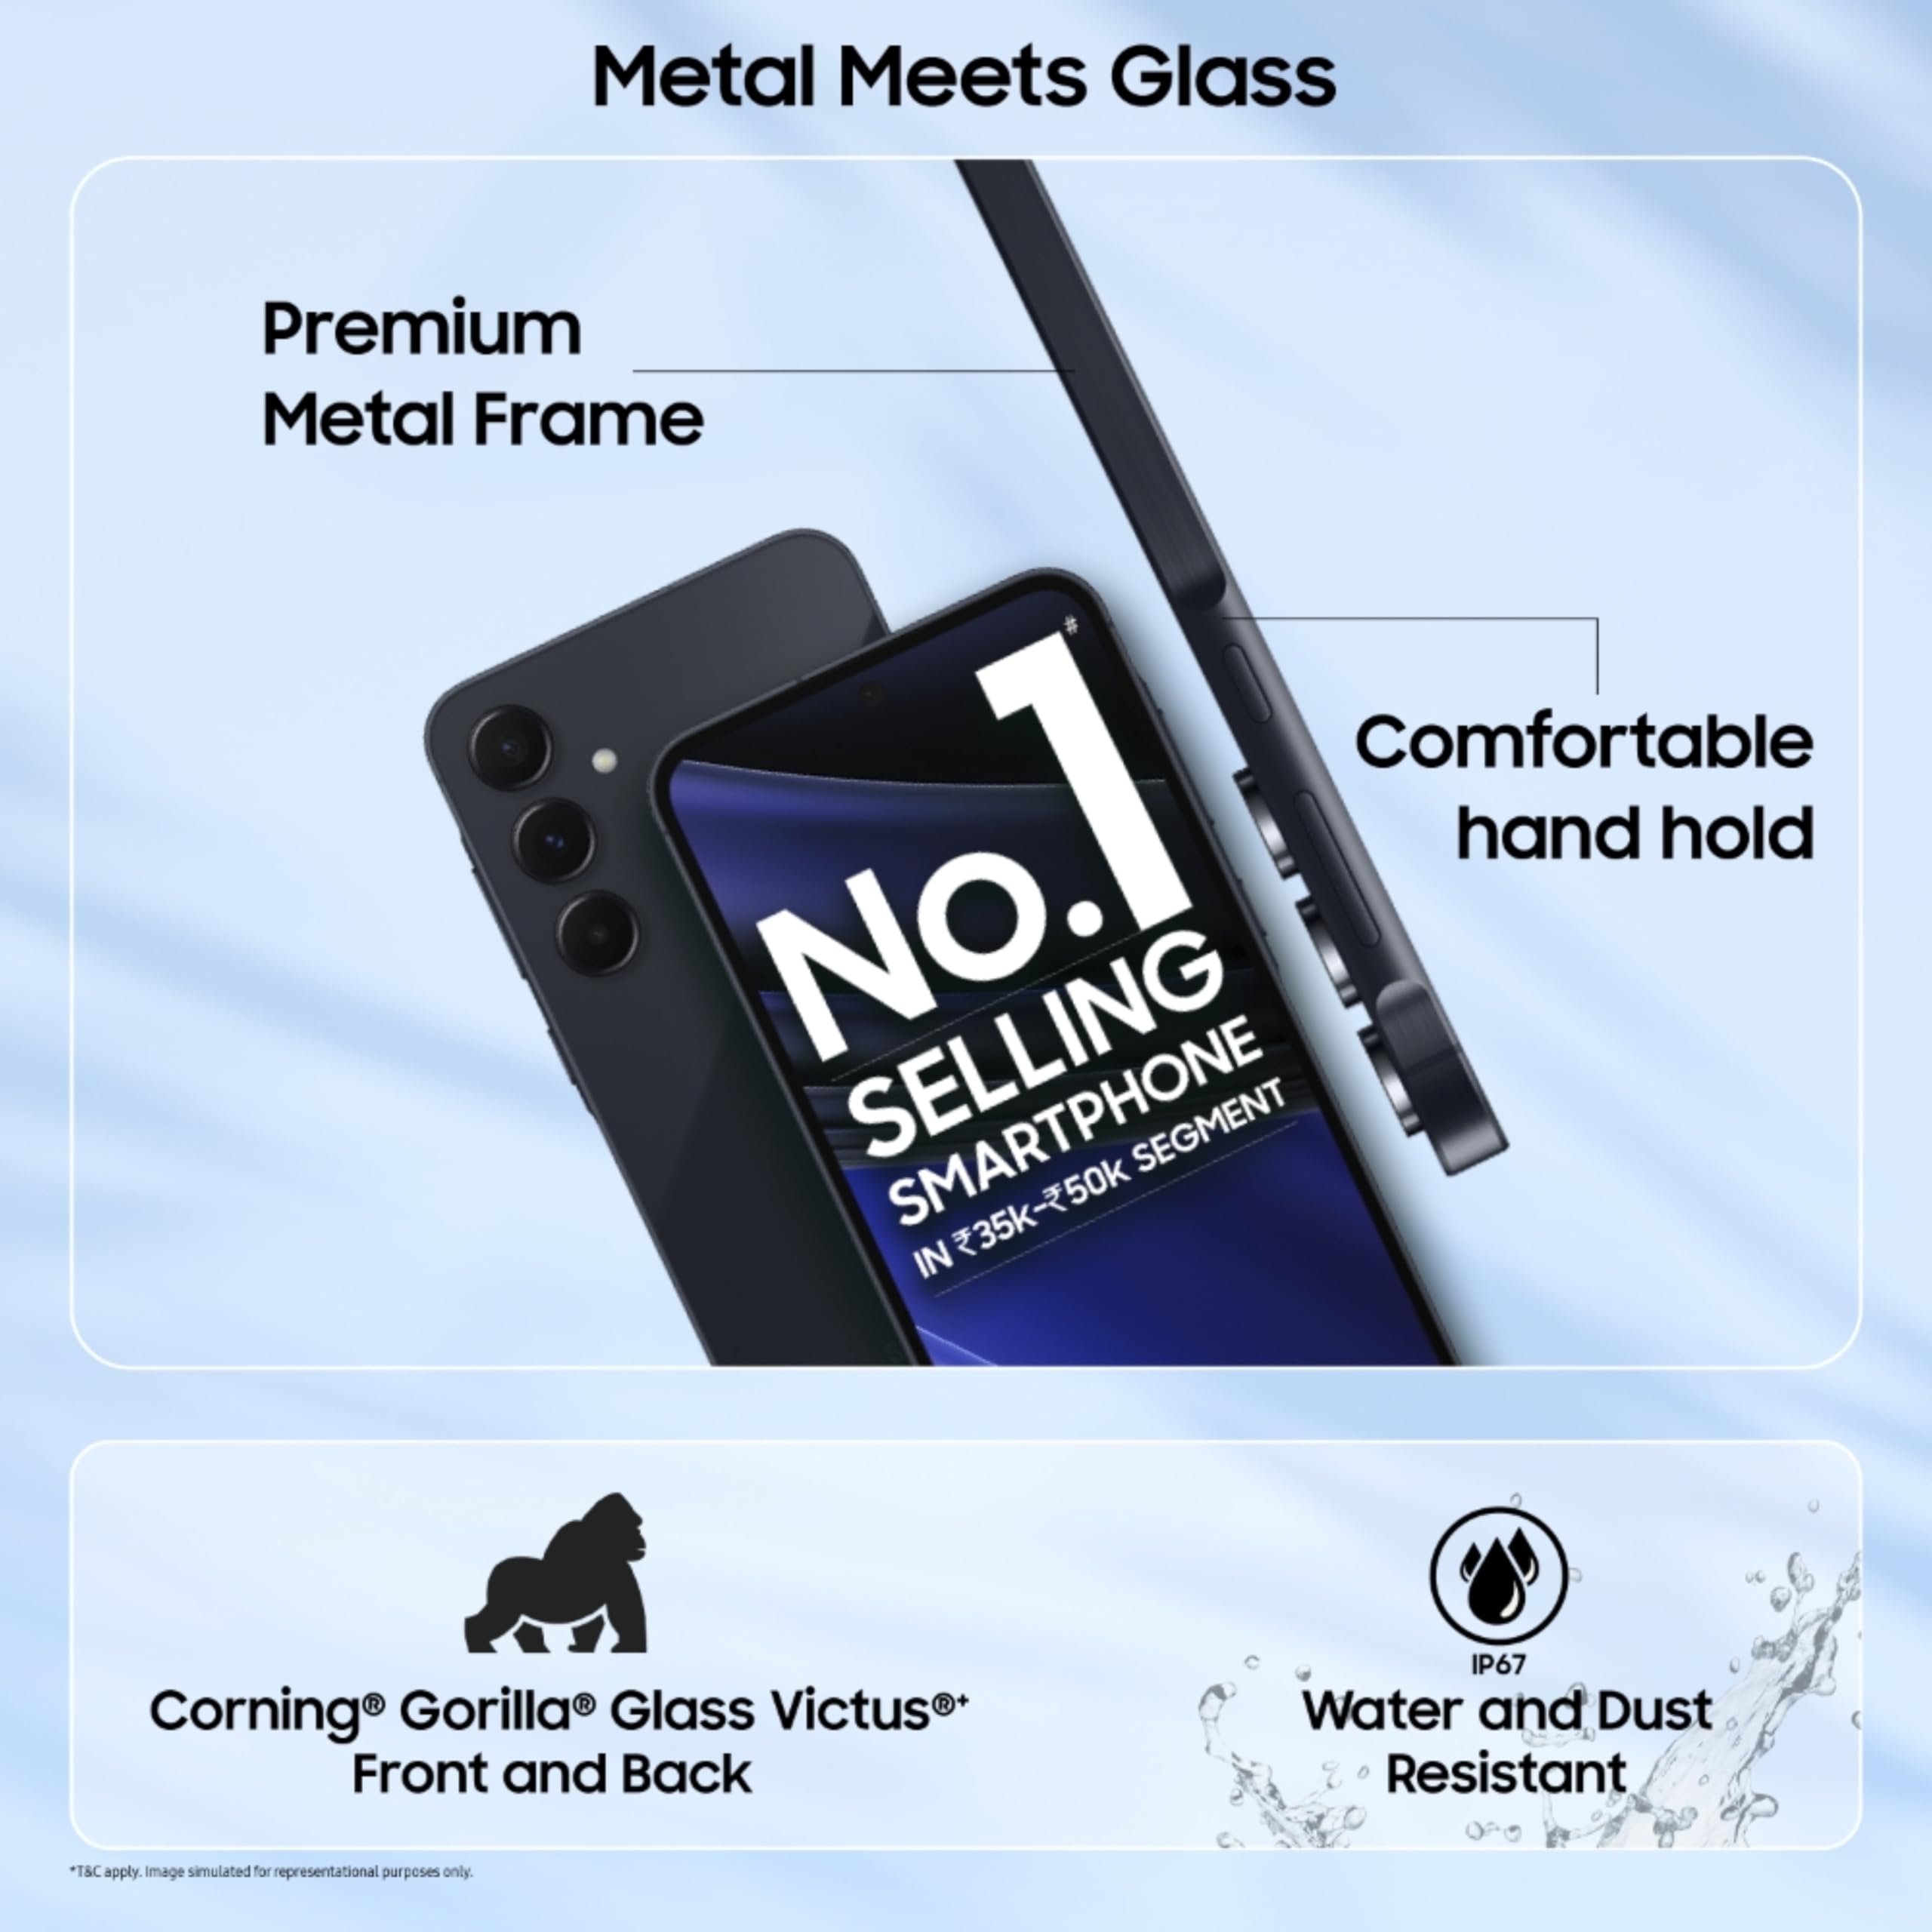 Metal Meets Glass
Premium
Metal Frame
Comfortable
hand hold
No.1#
SELLING
SMARTPHONE
IN ₹35K-₹50K SEGMENT
Corning® Gorilla® Glass Victus®+
Front and Back
IP67
Water and Dust
Resistant
*T&C apply. Image simulated for representational purposes only.